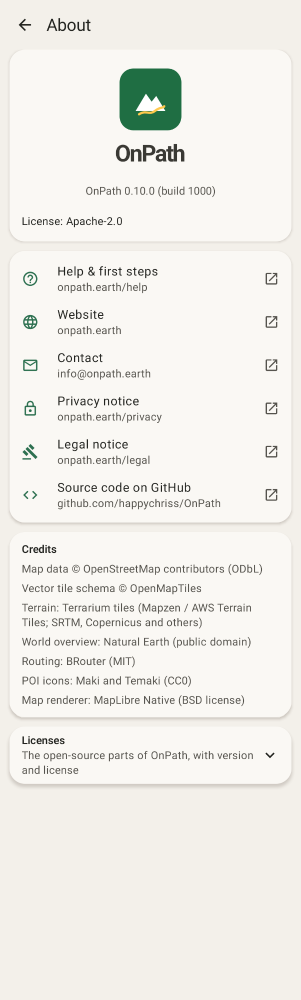 About
OnPath
OnPath 0.10.0 (build 1000)
License: Apache-2.0
Help & first steps
onpath.earth/help
Website
onpath.earth
Contact
info@onpath.earth
Privacy notice
onpath.earth/privacy
Legal notice
onpath.earth/legal
Source code on GitHub
github.com/happychriss/OnPath
Credits
Map data © OpenStreetMap contributors (ODbL)
Vector tile schema © OpenMapTiles
Terrain: Terrarium tiles (Mapzen / AWS Terrain
Tiles; SRTM, Copernicus and others)
World overview: Natural Earth (public domain)
Routing: BRouter (MIT)
POI icons: Maki and Temaki (CC0)
Map renderer: MapLibre Native (BSD license)
Licenses
The open-source parts of OnPath, with version
and license